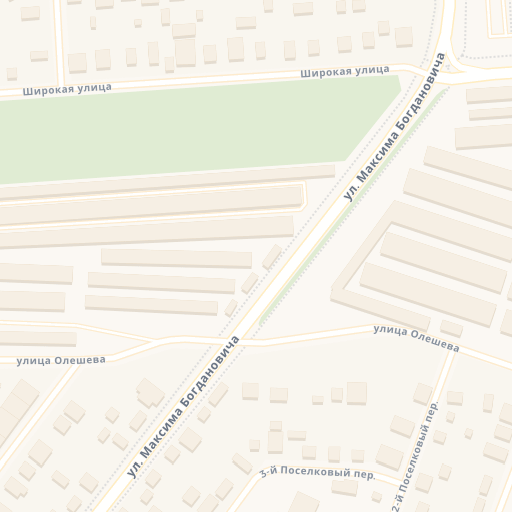 Широкая улица
Широкая улица
ул. Максима Богдановича
улица Олешева
улица Олешева
ул. Максима Богдановича
2-й Поселковый пер.
3-й Поселковый пер.